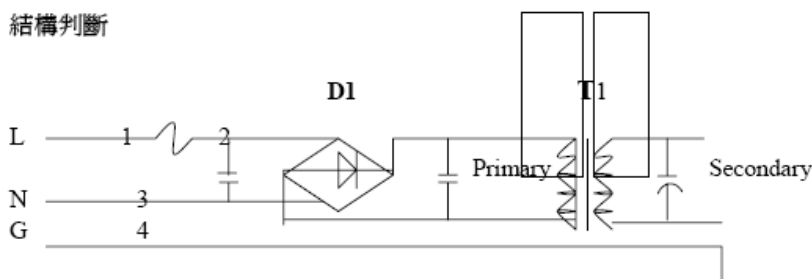 結構判斷
D1
T1
L 1 2
Primary
Secondary
N 3
G 4